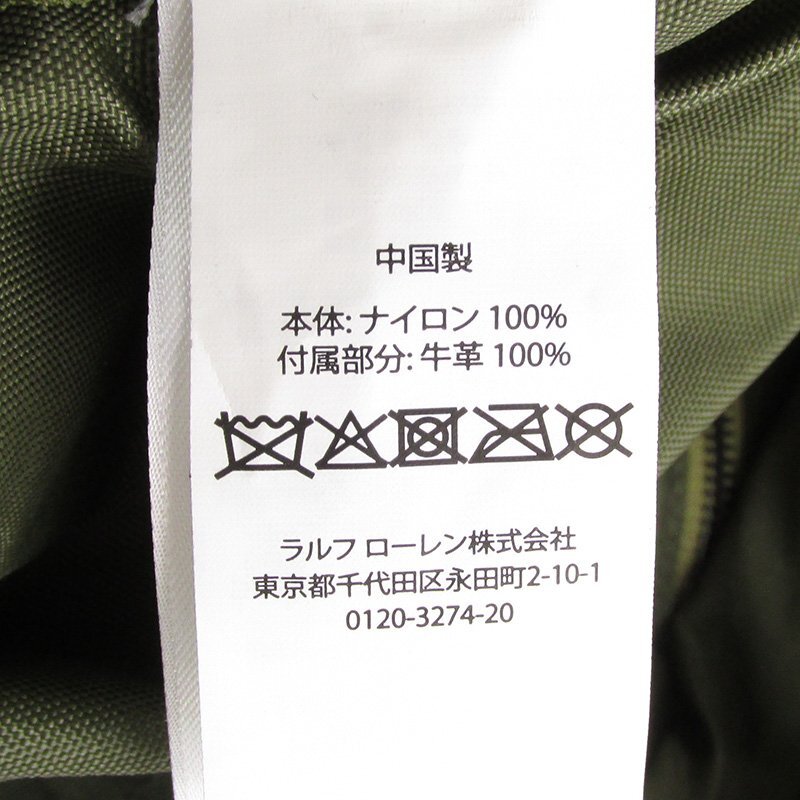 中国製
本体: ナイロン 100%
付属部分: 牛革 100%
ラルフ ローレン株式会社
東京都千代田区永田町2-10-1
0120-3274-20